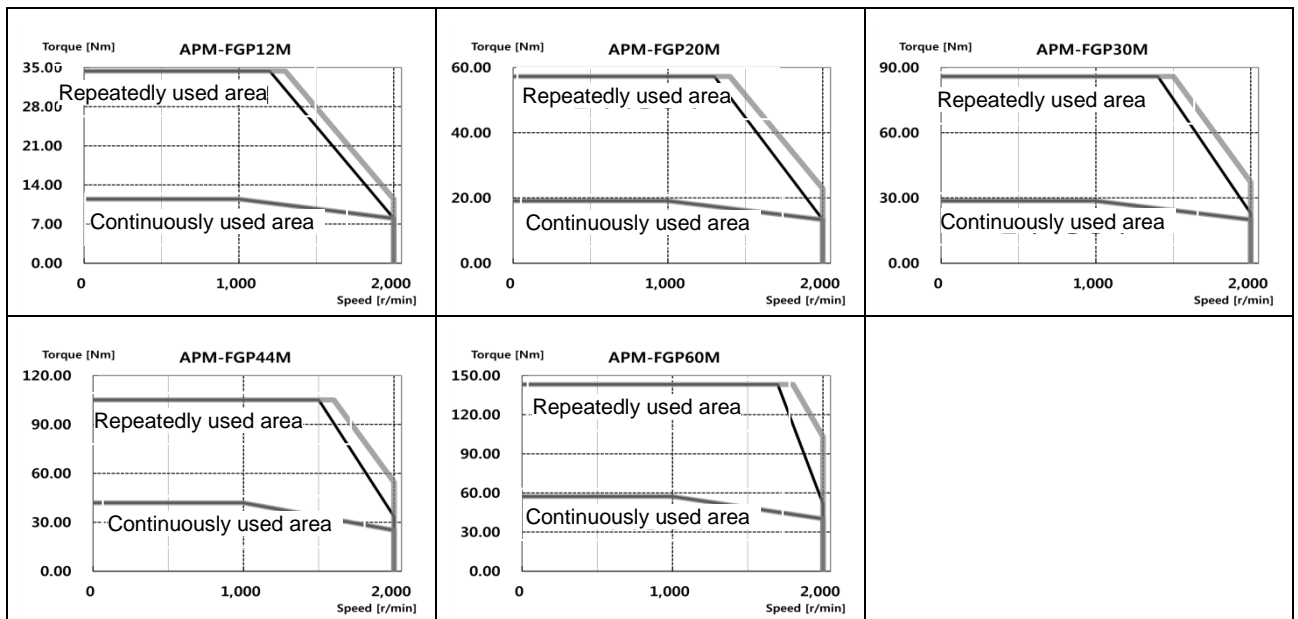 Torque [Nm] APM-FGP12M
35.00
Repeatedly used area
28.00
21.00
14.00
Continuously used area
7.00
0.00
0 1,000 2,000
Speed [r/min]
Torque [Nm] APM-FGP20M
60.00
Repeatedly used area
40.00
20.00
Continuously used area
0.00
0 1,000 2,000
Speed [r/min]
Torque [Nm] APM-FGP30M
90.00
Repeatedly used area
60.00
30.00
Continuously used area
0.00
0 1,000 2,000
Speed [r/min]
Torque [Nm] APM-FGP44M
120.00
Repeatedly used area
90.00
60.00
30.00
Continuously used area
0.00
0 1,000 2,000
Speed [r/min]
Torque [Nm] APM-FGP60M
150.00
Repeatedly used area
120.00
90.00
60.00
Continuously used area
30.00
0.00
0 1,000 2,000
Speed [r/min]